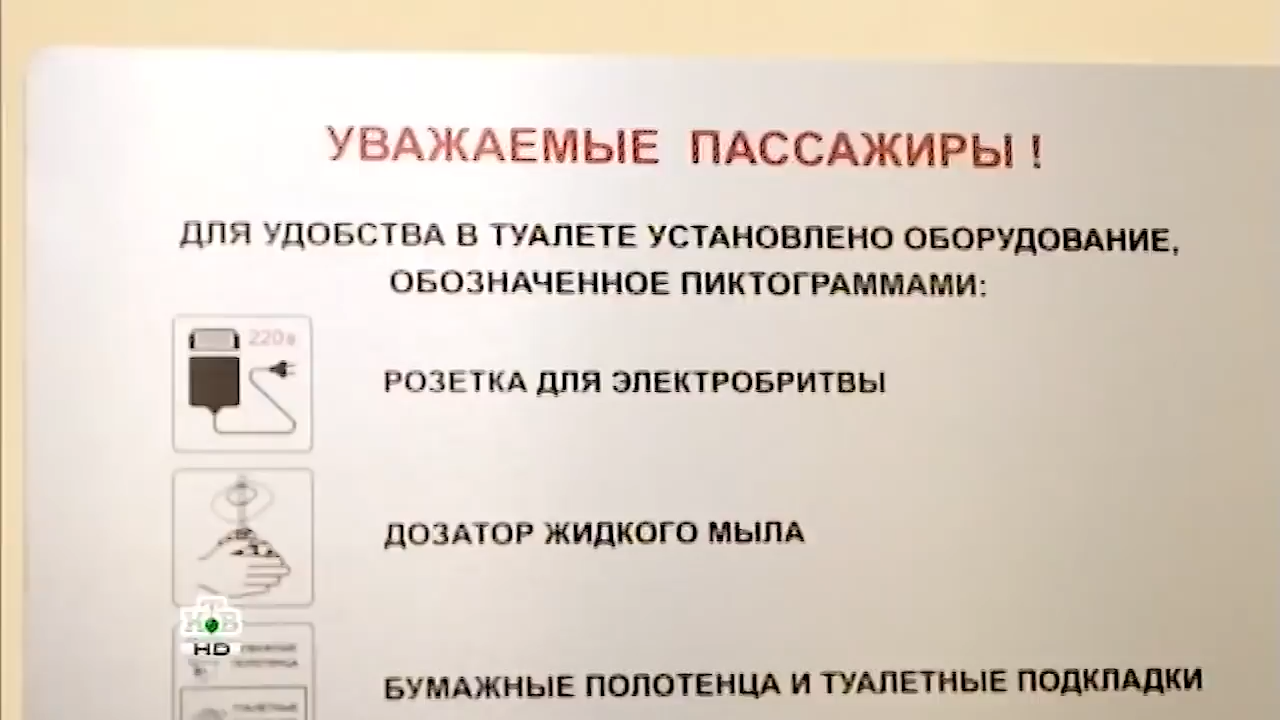 УВАЖАЕМЫЕ ПАССАЖИРЫ !
ДЛЯ УДОБСТВА В ТУАЛЕТЕ УСТАНОВЛЕНО ОБОРУДОВАНИЕ,
ОБОЗНАЧЕННОЕ ПИКТОГРАММАМИ:
220в
РОЗЕТКА ДЛЯ ЭЛЕКТРОБРИТВЫ
ДОЗАТОР ЖИДКОГО МЫЛА
НТВ
HD
БУМАЖНЫЕ ПОЛОТЕНЦА И ТУАЛЕТНЫЕ ПОДКЛАДКИ